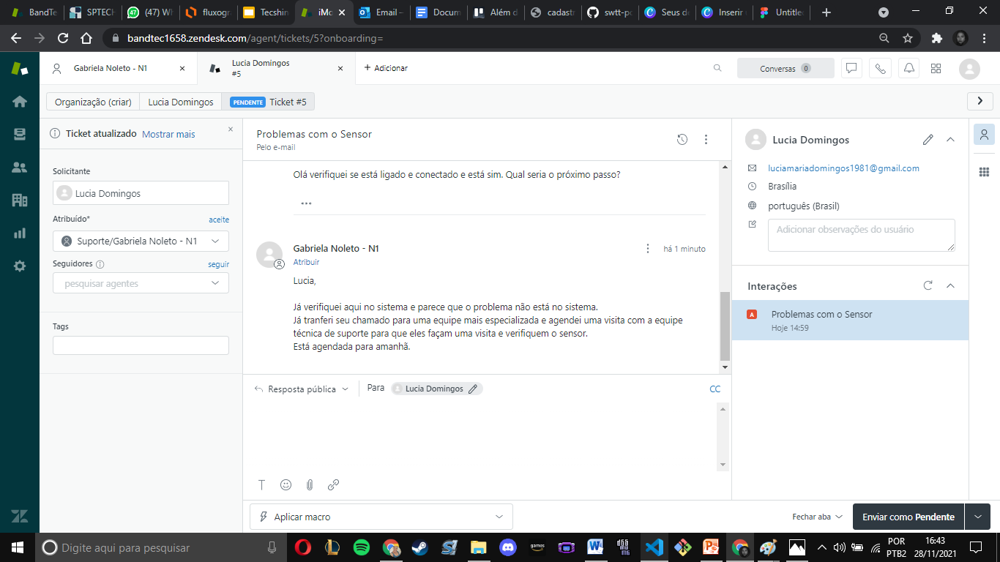 BandTe
SPTECH
(47) Wh
fluxogra
Tecshin
iMo
Email –
Docum
Além d
cadastr
swtt-po
Seus de
Inserir
Untitle
bandtec1658.zendesk.com/agent/tickets/5?onboarding=
Gabriela Noleto - N1
Lucia Domingos
#5
+ Adicionar
Conversas 0
Organização (criar)
Lucia Domingos
PENDENTE Ticket #5
Ticket atualizado Mostrar mais
Solicitante
Lucia Domingos
Atribuído* aceite
Suporte/Gabriela Noleto - N1
Seguidores seguir
pesquisar agentes
Tags
Problemas com o Sensor
Pelo e-mail
Olá verifiquei se está ligado e conectado e está sim. Qual seria o próximo passo?
Gabriela Noleto - N1
há 1 minuto
Atribuir
Lucia,
Já verifiquei aqui no sistema e parece que o problema não está no sistema.
Já tranferi seu chamado para uma equipe mais especializada e agendei uma visita com a equipe
técnica de suporte para que eles façam uma visita e verifiquem o sensor.
Está agendada para amanhã.
Resposta pública
Para
Lucia Domingos
CC
Aplicar macro
Lucia Domingos
luciamariadomingos1981@gmail.com
Brasília
português (Brasil)
Adicionar observações do usuário
Interações
A Problemas com o Sensor
Hoje 14:59
Fechar aba
Enviar como Pendente
Digite aqui para pesquisar
games
POR
PTB2
16:43
28/11/2021